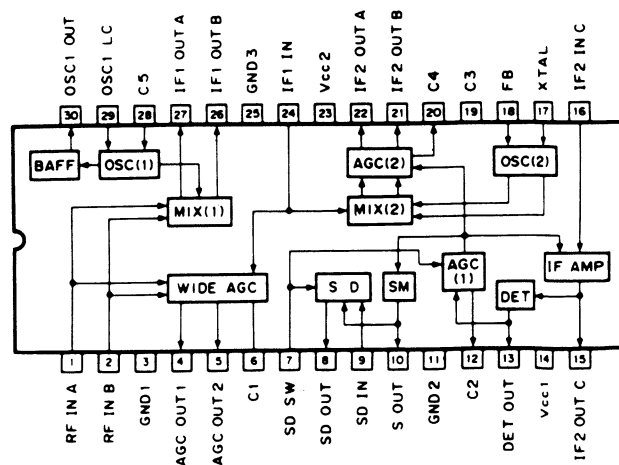 OSC1 OUT
OSC1 LC
C5
IF1 OUT A
IF1 OUT B
GND3
IF1 IN
Vcc2
IF2 OUT A
IF2 OUT B
C4
C3
FB
XTAL
IF2 IN C
30 29 28 27 26 25 24 23 22 21 20 19 18 17 16
BAFF
OSC(1)
AGC(2)
OSC(2)
MIX(1)
MIX(2)
WIDE AGC
S D
SM
AGC
(1)
IF AMP
DET
1 2 3 4 5 6 7 8 9 10 11 12 13 14 15
RF IN A
RF IN B
GND1
AGC OUT1
AGC OUT2
C1
SD SW
SD OUT
SD IN
S OUT
GND2
C2
DET OUT
Vcc1
IF2 OUT C